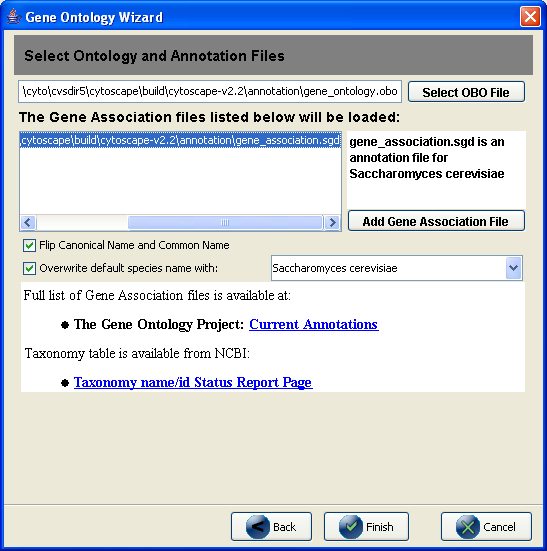 Gene Ontology Wizard
Select Ontology and Annotation Files
\cyto\cvsdir5\cytoscape\build\cytoscape-v2.2\annotation\gene_ontology.obo
Select OBO File
The Gene Association files listed below will be loaded:
cytoscape\build\cytoscape-v2.2\annotation\gene_association.sgd
gene_association.sgd is an
annotation file for
Saccharomyces cerevisiae
Add Gene Association File
Flip Canonical Name and Common Name
Overwrite default species name with:
Saccharomyces cerevisiae
Full list of Gene Association files is available at:
● The Gene Ontology Project: Current Annotations
Taxonomy table is available from NCBI:
● Taxonomy name/id Status Report Page
Back
Finish
Cancel